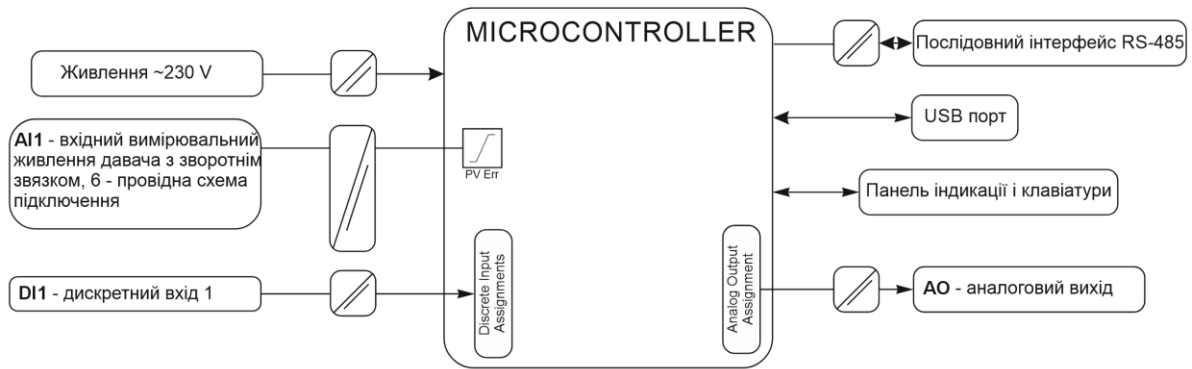 MICROCONTROLLER
Живлення ~230 V
AI1 - вхідний вимірювальний
живлення давача з зворотнім
звязком, 6 - провідна схема
підключення
PV Err
DI1 - дискретний вхід 1
Discrete Input
Assignments
Analog Output
Assignment
Послідовний інтерфейс RS-485
USB порт
Панель індикації і клавіатури
AO - аналоговий вихід